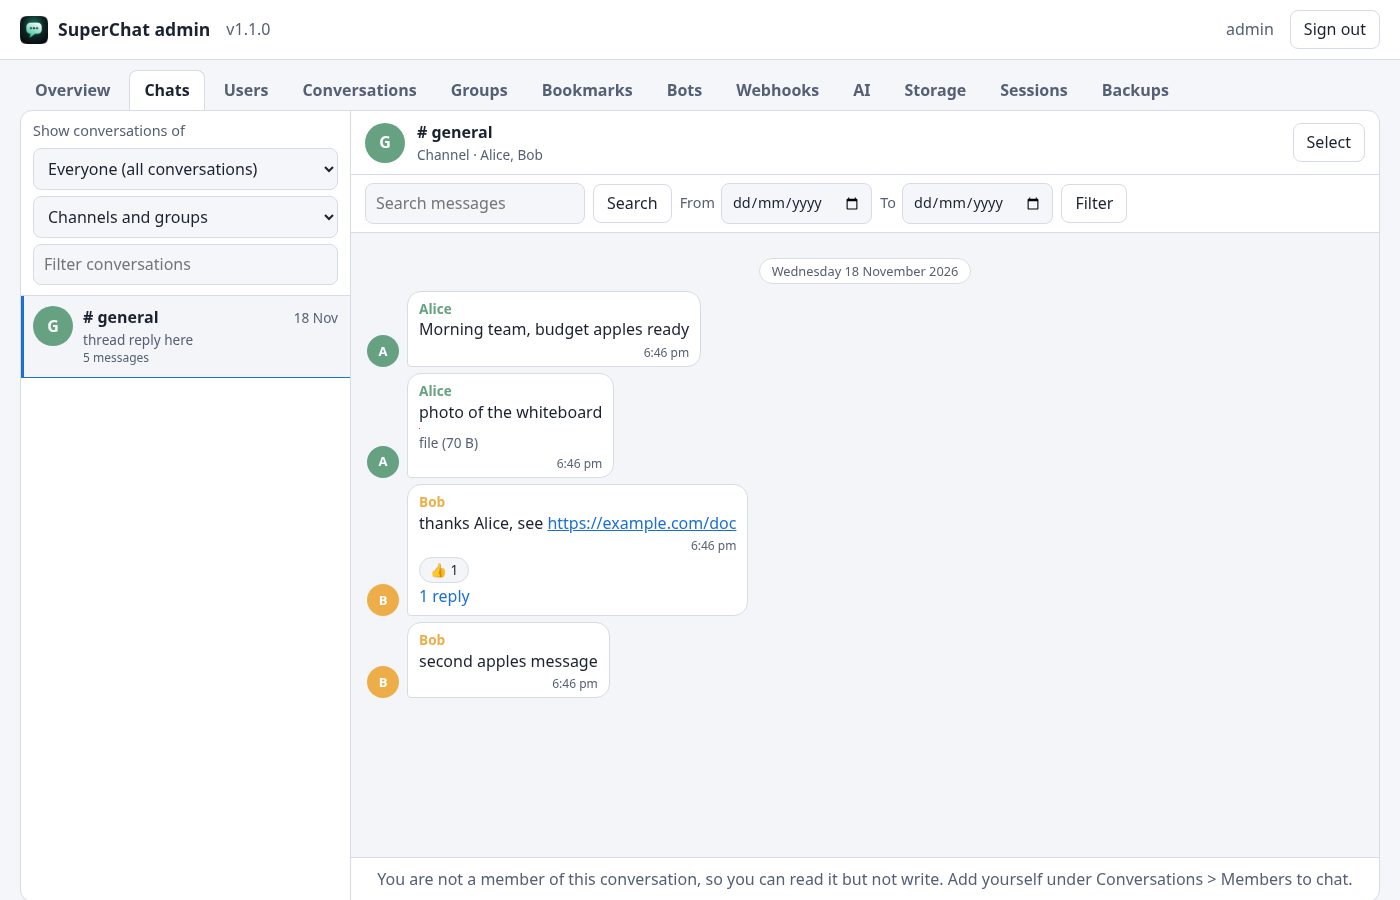 SuperChat admin v1.1.0
admin
Sign out
Overview
Chats
Users
Conversations
Groups
Bookmarks
Bots
Webhooks
AI
Storage
Sessions
Backups
Show conversations of
Everyone (all conversations)
Channels and groups
Filter conversations
G
# general
18 Nov
thread reply here
5 messages
G
# general
Channel · Alice, Bob
Select
Search messages
Search
From
dd/mm/yyyy
To
dd/mm/yyyy
Filter
Wednesday 18 November 2026
Alice
Morning team, budget apples ready
6:46 pm
A
Alice
photo of the whiteboard
file (70 B)
6:46 pm
A
Bob
thanks Alice, see https://example.com/doc
6:46 pm
👍 1
1 reply
B
Bob
second apples message
6:46 pm
B
You are not a member of this conversation, so you can read it but not write. Add yourself under Conversations > Members to chat.